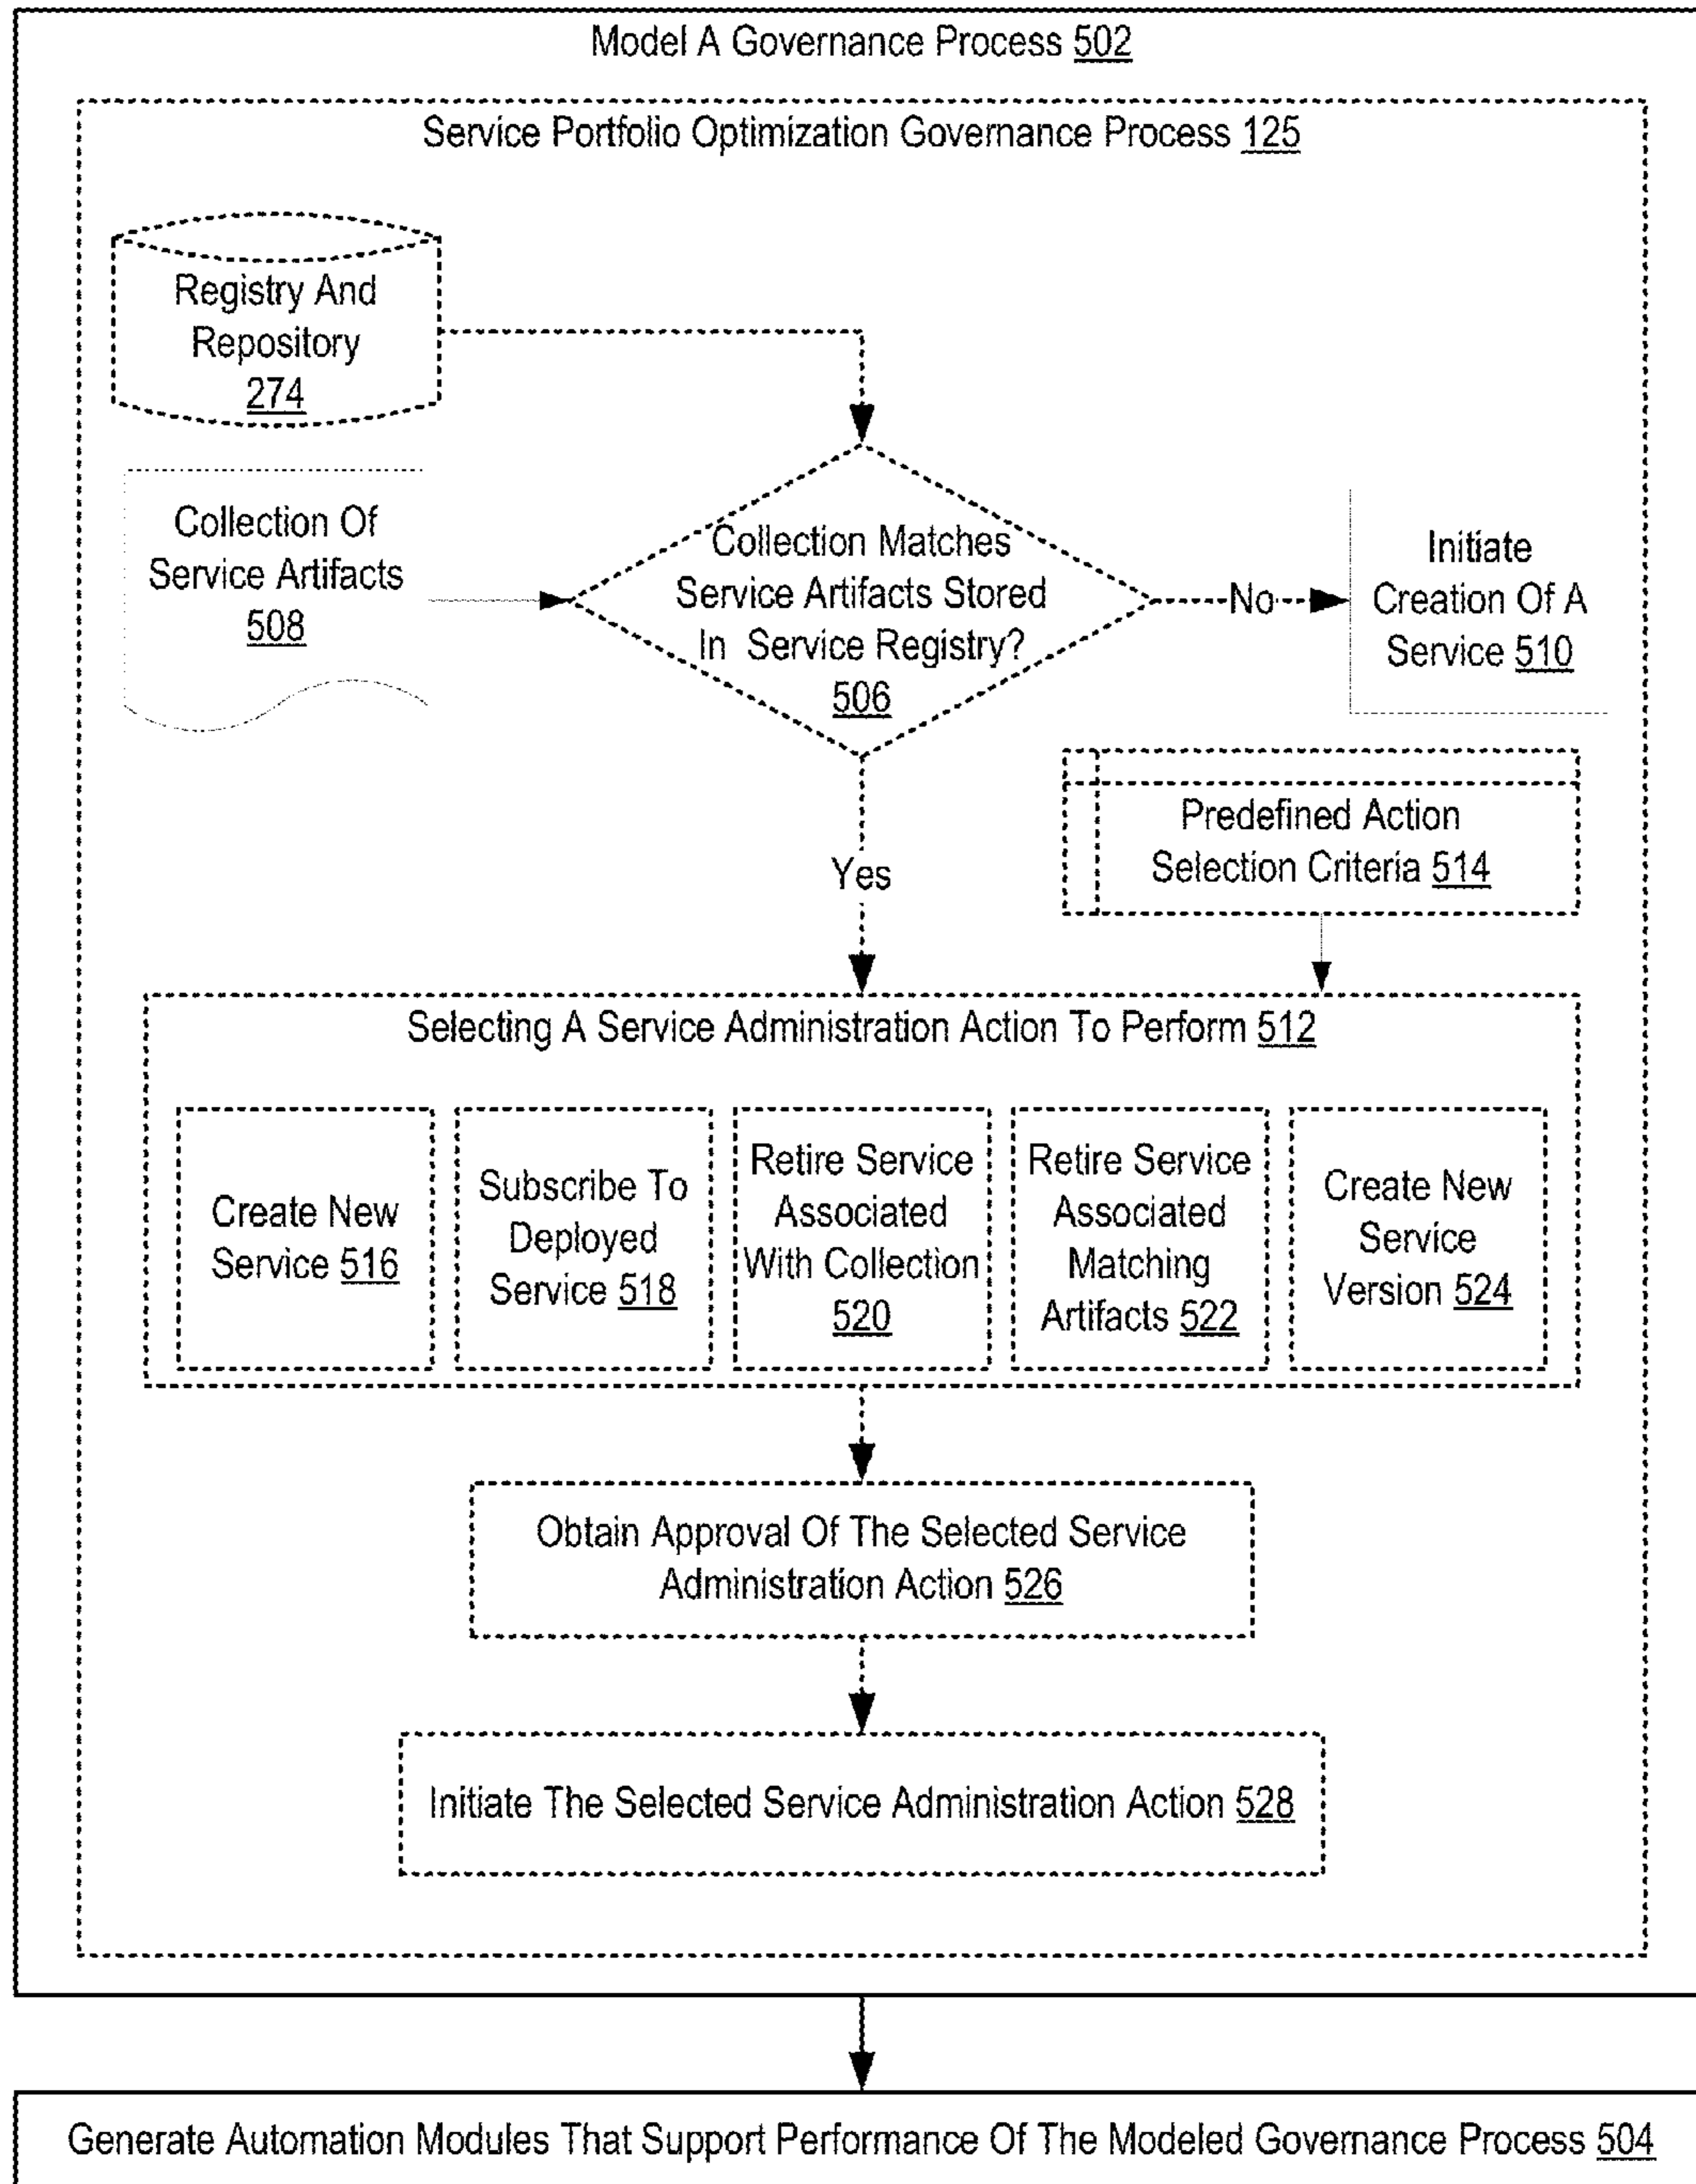 Model A Governance Process 502
Service Portfolio Optimization Governance Process 125
Registry And
Repository
274
Collection Of
Service Artifacts
508
Collection Matches
Service Artifacts Stored
In Service Registry?
506
No
Initiate
Creation Of A
Service 510
Yes
Predefined Action
Selection Criteria 514
Selecting A Service Administration Action To Perform 512
Create New
Service 516
Subscribe To
Deployed
Service 518
Retire Service
Associated
With Collection
520
Retire Service
Associated
Matching
Artifacts 522
Create New
Service
Version 524
Obtain Approval Of The Selected Service
Administration Action 526
Initiate The Selected Service Administration Action 528
Generate Automation Modules That Support Performance Of The Modeled Governance Process 504